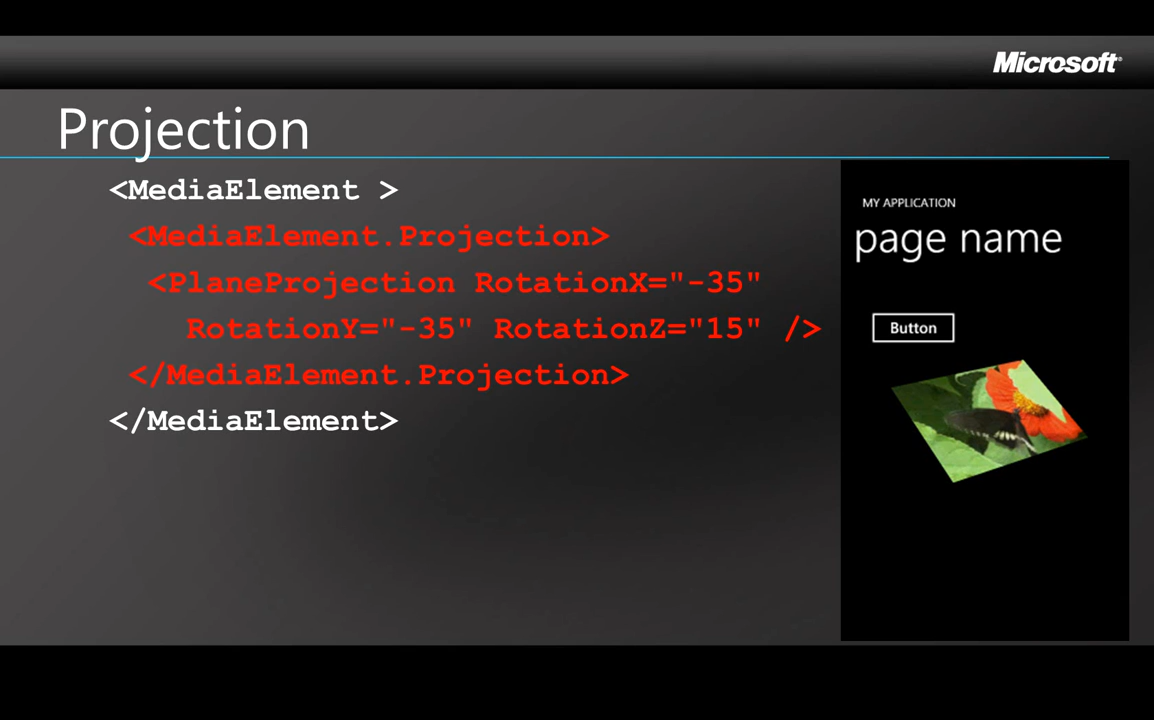 Microsoft®
Projection
<MediaElement >
<MediaElement.Projection>
<PlaneProjection RotationX="-35"
RotationY="-35" RotationZ="15" />
</MediaElement.Projection>
</MediaElement>
MY APPLICATION
page name
Button